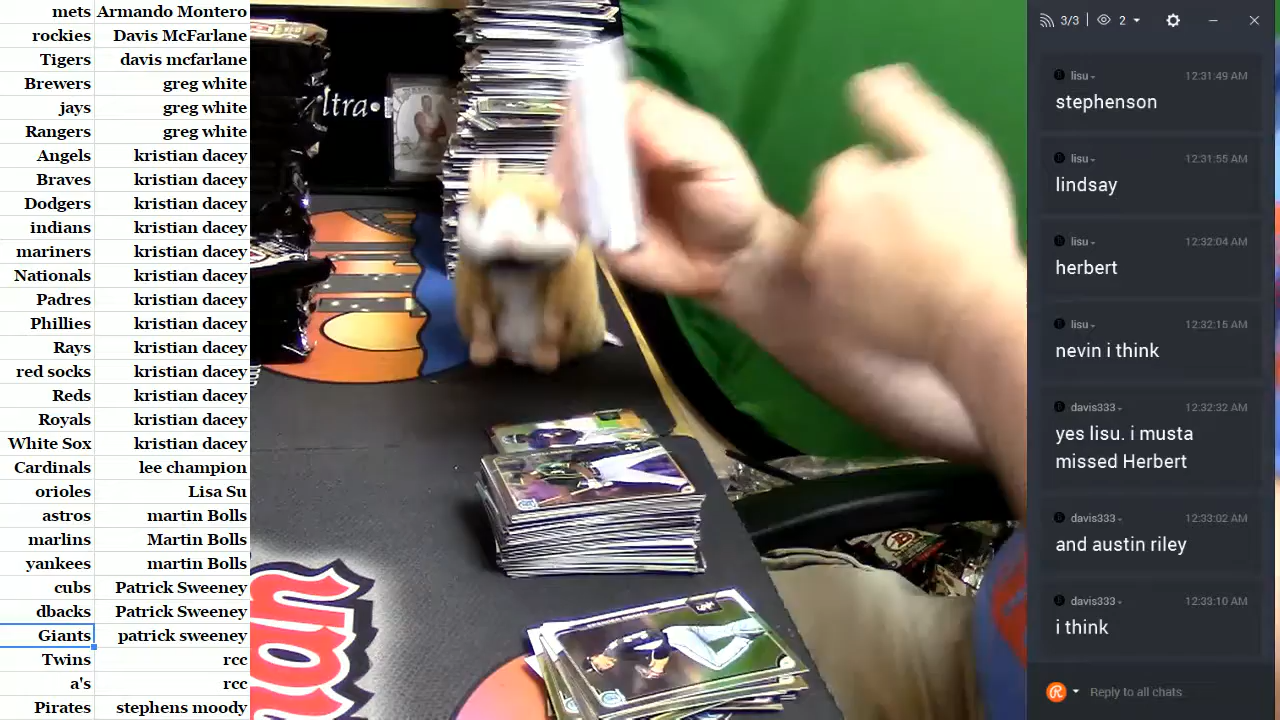 mets Armando Montero
rockies Davis McFarlane
Tigers davis mcfarlane
Brewers greg white
jays greg white
Rangers greg white
Angels kristian dacey
Braves kristian dacey
Dodgers kristian dacey
indians kristian dacey
mariners kristian dacey
Nationals kristian dacey
Padres kristian dacey
Phillies kristian dacey
Rays kristian dacey
red socks kristian dacey
Reds kristian dacey
Royals kristian dacey
White Sox kristian dacey
Cardinals lee champion
orioles Lisa Su
astros martin Bolls
marlins Martin Bolls
yankees martin Bolls
cubs Patrick Sweeney
dbacks Patrick Sweeney
Giants patrick sweeney
Twins rcc
a's rcc
Pirates stephens moody
ltra
3/3 2
lisu 12:31:49 AM
stephenson
lisu 12:31:55 AM
lindsay
lisu 12:32:04 AM
herbert
lisu 12:32:15 AM
nevin i think
davis333 12:32:32 AM
yes lisu. i musta
missed Herbert
davis333 12:33:02 AM
and austin riley
davis333 12:33:10 AM
i think
Reply to all chats